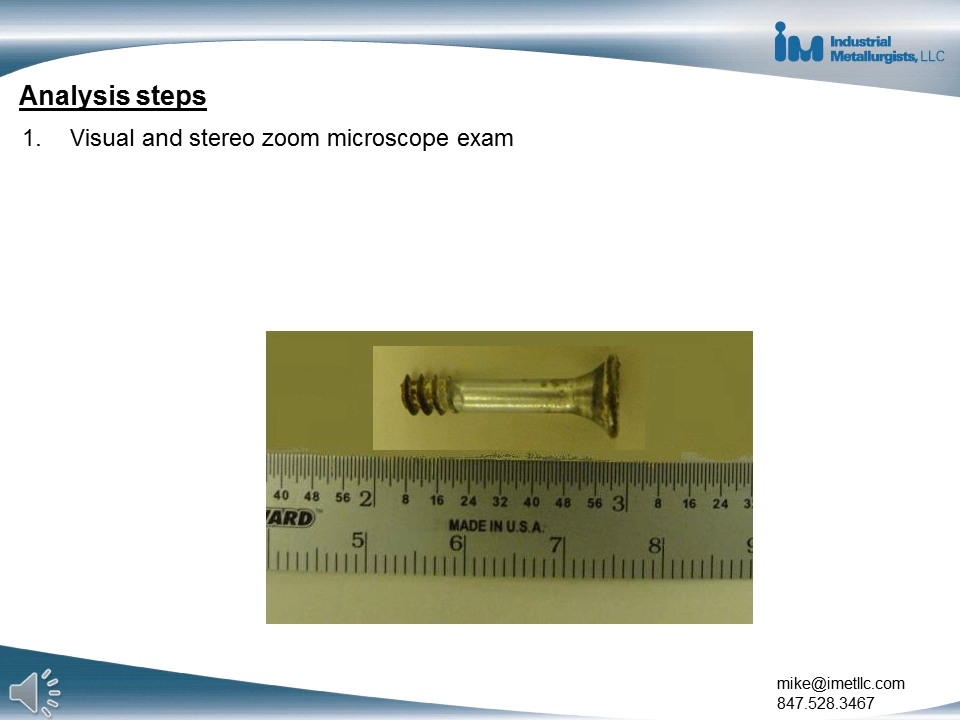 iM Industrial
Metallurgists, LLC
Analysis steps
1. Visual and stereo zoom microscope exam
40 48 56 2 8 16 24 32 40 48 56 3 8 16 24
MADE IN U.S.A.
5 6 7 8
mike@imetllc.com
847.528.3467